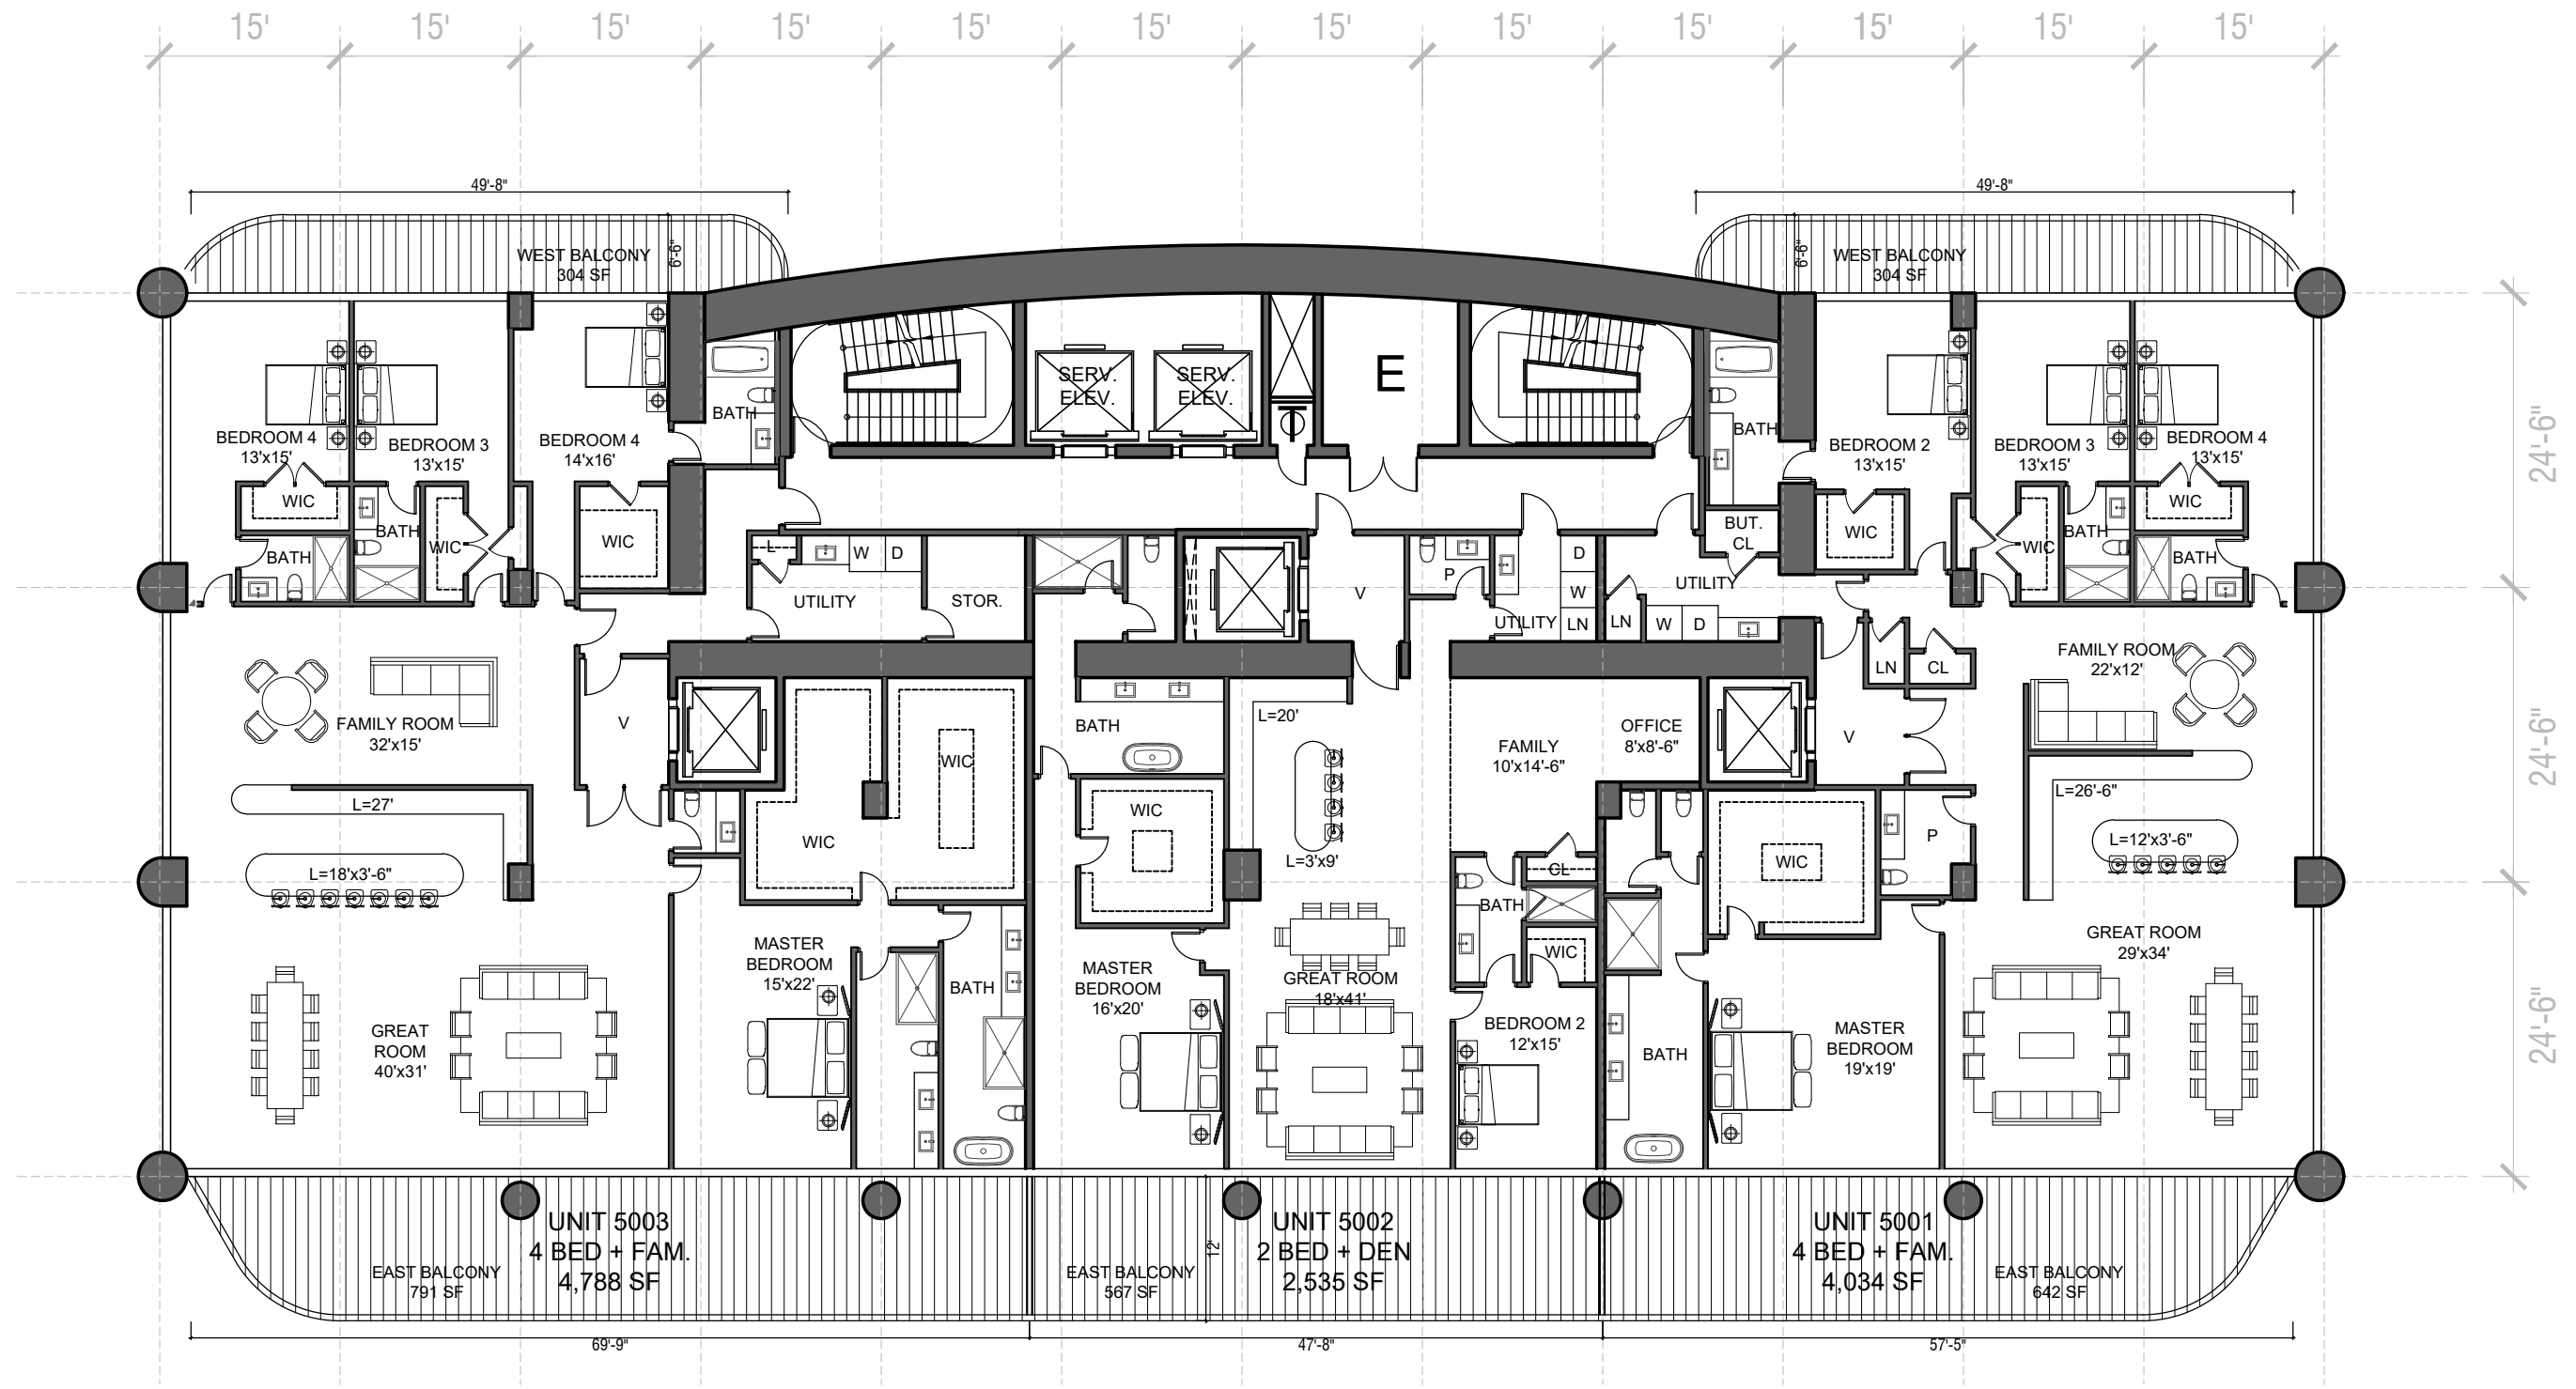 15'
15'
15'
15'
15'
15'
15'
15'
15'
15'
15'
15'
49'-8"
49'-8"
WEST BALCONY
304 SF
6'-6"
WEST BALCONY
304 SF
6'-6"
24'-6"
24'-6"
24'-6"
BEDROOM 4
13'x15'
BEDROOM 3
13'x15'
BEDROOM 4
14'x16'
BATH
SERV.
ELEV.
SERV.
ELEV.
E
BATH
BEDROOM 2
13'x15'
BEDROOM 3
13'x15'
BEDROOM 4
13'x15'
WIC
BATH
BATH
WIC
WIC
L
W
D
UTILITY
STOR.
V
P
D
W
LN
UTILITY
BUT.
CL
UTILITY
LN
W
D
WIC
WIC
BATH
WIC
BATH
FAMILY ROOM
32'x15'
V
L=27'
L=18'x3'-6"
WIC
WIC
BATH
WIC
L=20'
L=3'x9'
FAMILY
10'x14'-6"
OFFICE
8'x8'-6"
V
LN
CL
FAMILY ROOM
22'x12'
L=26'-6"
L=12'x3'-6"
WIC
P
CL
BATH
WIC
GREAT
ROOM
40'x31'
MASTER
BEDROOM
15'x22'
BATH
MASTER
BEDROOM
16'x20'
GREAT ROOM
18'x41'
BEDROOM 2
12'x15'
BATH
MASTER
BEDROOM
19'x19'
GREAT ROOM
29'x34'
UNIT 5003
4 BED + FAM.
4,788 SF
EAST BALCONY
791 SF
UNIT 5002
2 BED + DEN
2,535 SF
EAST BALCONY
567 SF
12'
UNIT 5001
4 BED + FAM.
4,034 SF
EAST BALCONY
642 SF
69'-9"
47'-8"
57'-5"